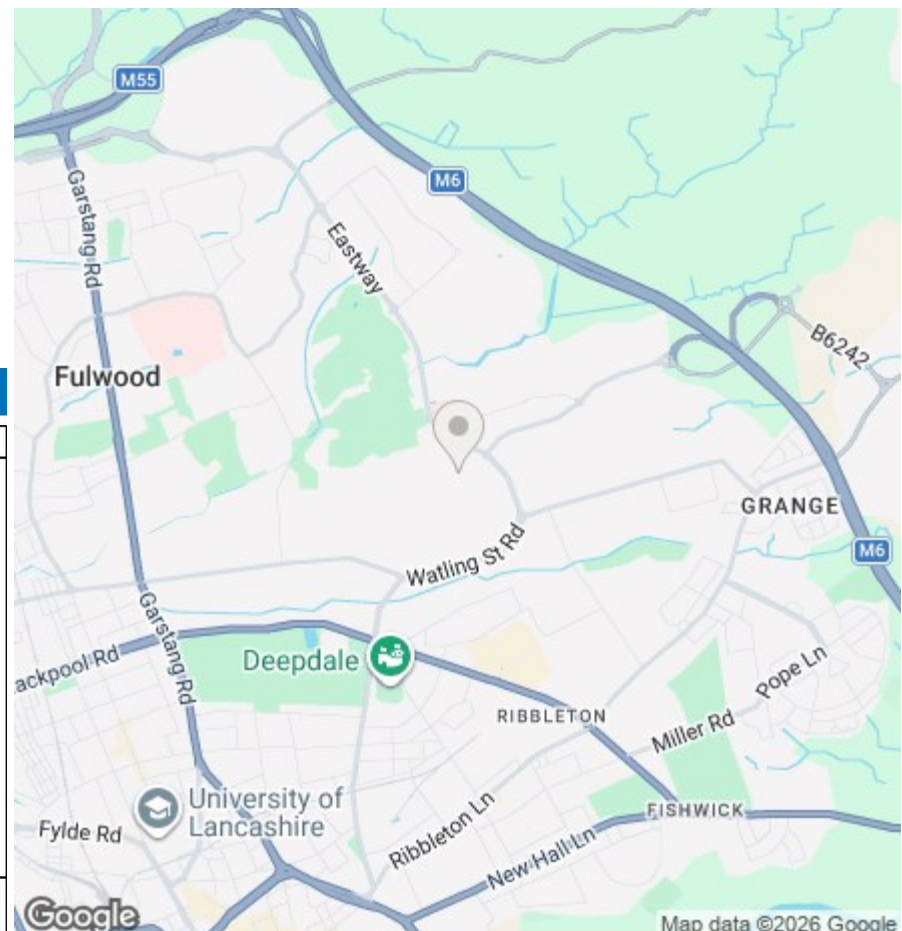 M55
M6
Garstang Rd
Eastway
B6242
Fulwood
GRANGE
Watling St Rd
M6
Garstang Rd
ackpool Rd
Deepdale
Pope Ln
RIBBLETON
Miller Rd
University of
Lancashire
FISHWICK
Fylde Rd
Ribbleton Ln
New Hall Ln
Google
Map data ©2026 Google